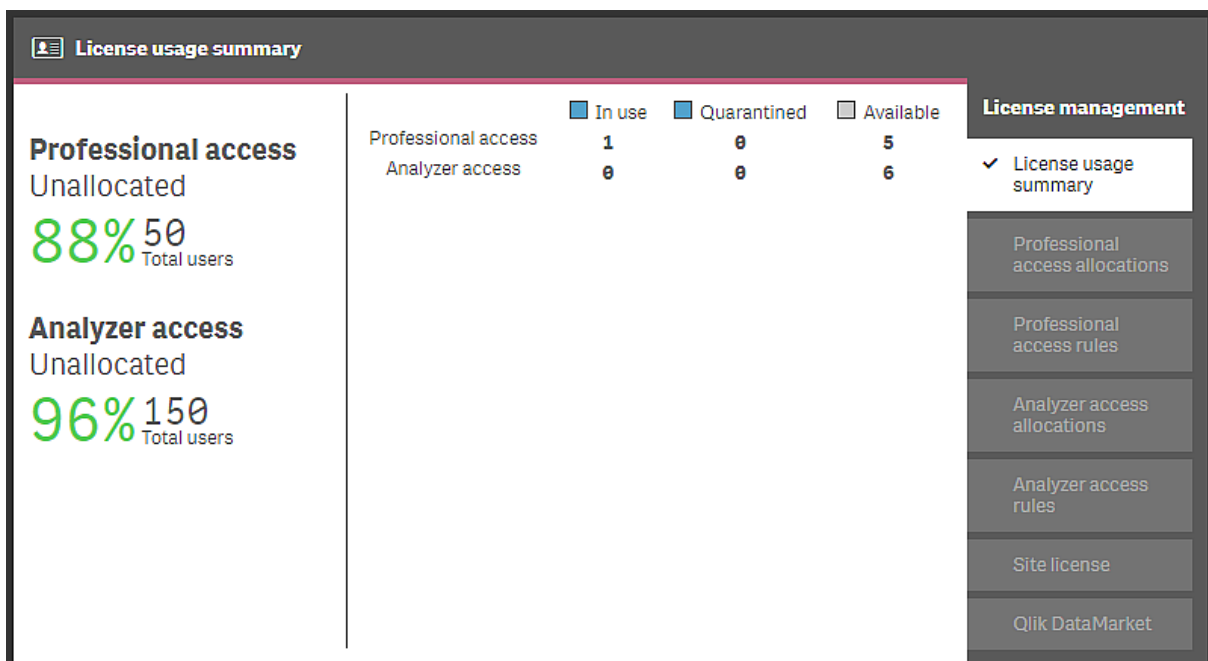 License usage summary
Professional access
Unallocated
88% 50
Total users
Analyzer access
Unallocated
96% 150
Total users
In use Quarantined Available
Professional access 1 0 5
Analyzer access 0 0 6
License management
License usage
summary
Professional
access allocations
Professional
access rules
Analyzer access
allocations
Analyzer access
rules
Site license
Qlik DataMarket